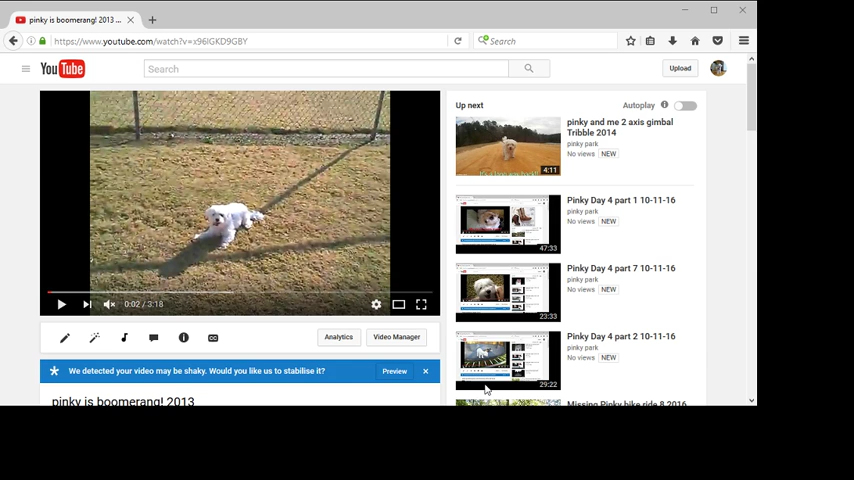 pinky is boomerang! 2013 ...
https://www.youtube.com/watch?v=x96IGKD9GBY
Search
YouTube
Search
Upload
Up next
Autoplay
pinky and me 2 axis gimbal
Tribble 2014
pinky park
No views NEW
4:11
Pinky Day 4 part 1 10-11-16
pinky park
No views NEW
47:33
Pinky Day 4 part 7 10-11-16
pinky park
No views NEW
23:33
Pinky Day 4 part 2 10-11-16
pinky park
No views NEW
29:22
Missing Pinky bike ride 8 2016
0:02 / 3:18
Analytics
Video Manager
We detected your video may be shaky. Would you like us to stabilise it?
Preview
pinky is boomerang! 2013